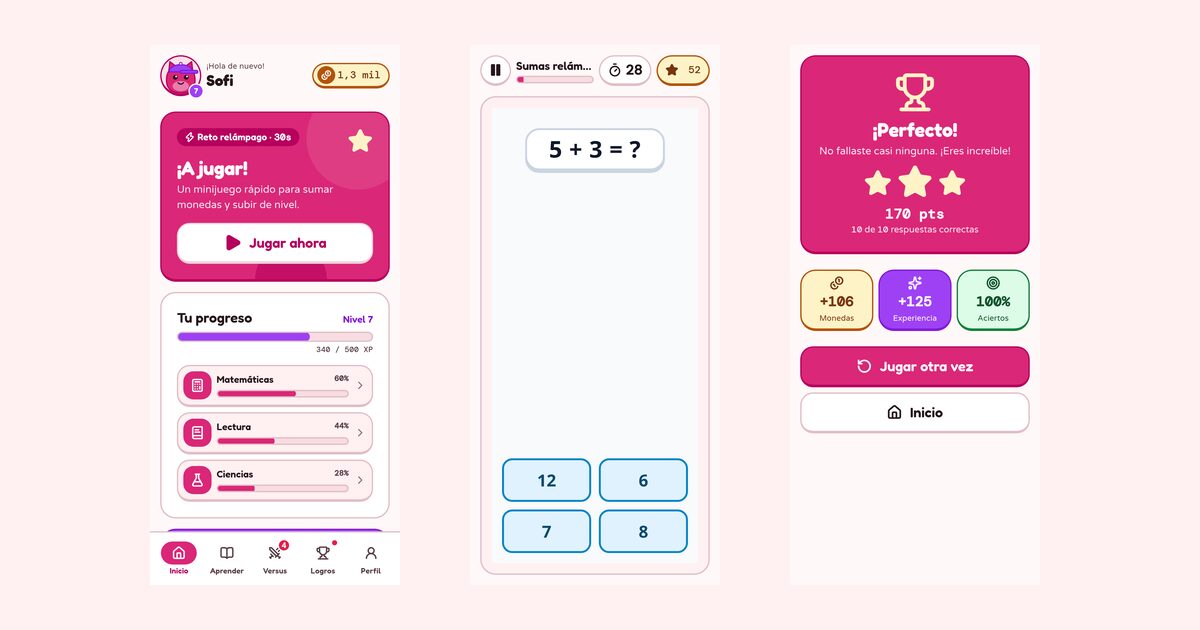 ¡Hola de nuevo!
Sofi
7
1,3 mil
Reto relámpago · 30s
¡A jugar!
Un minijuego rápido para sumar
monedas y subir de nivel.
Jugar ahora
Tu progreso
Nivel 7
340 / 500 XP
Matemáticas
60%
Lectura
44%
Ciencias
28%
4
Inicio
Aprender
Versus
Logros
Perfil
Sumas relám...
28
52
5 + 3 = ?
12
6
7
8
¡Perfecto!
No fallaste casi ninguna. ¡Eres increíble!
170 pts
10 de 10 respuestas correctas
+106
Monedas
+125
Experiencia
100%
Aciertos
Jugar otra vez
Inicio